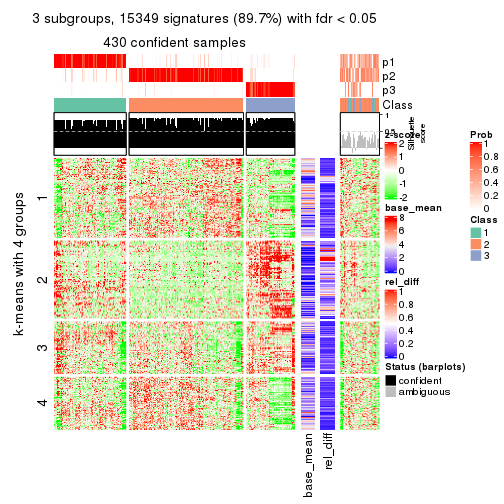 3 subgroups, 15349 signatures (89.7%) with fdr < 0.05
430 confident samples
p1
p2
p3
Class
1
0.5
0
Silhouette
score
k-means with 4 groups
1
2
3
4
base_mean
rel_diff
z-score
2
1
0
-1
-2
base_mean
8
6
4
2
0
rel_diff
1
0.8
0.6
0.4
0.2
0
Status (barplots)
confident
ambiguous
Prob
1
0.8
0.6
0.4
0.2
0
Class
1
2
3